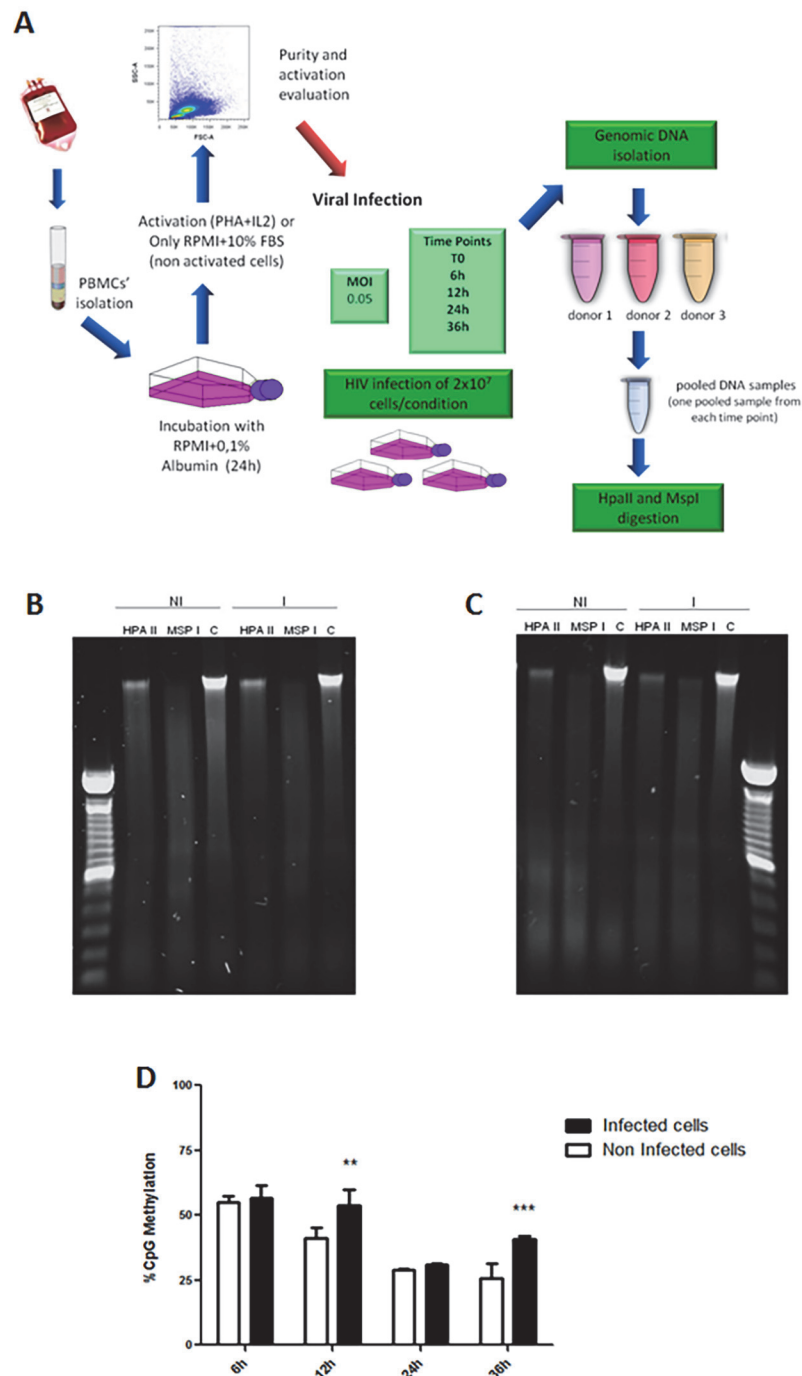 A
SSC-A
FSC-A
Purity and
activation
evaluation
Genomic DNA
isolation
Viral Infection
Activation (PHA+IL2) or
Only RPMI+10% FBS
(non activated cells)
Time Points
T0
6h
12h
24h
36h
MOI
0.05
PBMCs'
isolation
donor 1 donor 2 donor 3
HIV infection of 2x10⁷
cells/condition
pooled DNA samples
(one pooled sample from
each time point)
Incubation with
RPMI+0,1%
Albumin (24h)
HpaII and MspI
digestion
B
NI I
HPA II MSP I C HPA II MSP I C
C
NI I
HPA II MSP I C HPA II MSP I C
D
% CpG Methylation
100
75
50
25
0
**
***
6h 12h 24h 36h
Infected cells
Non Infected cells